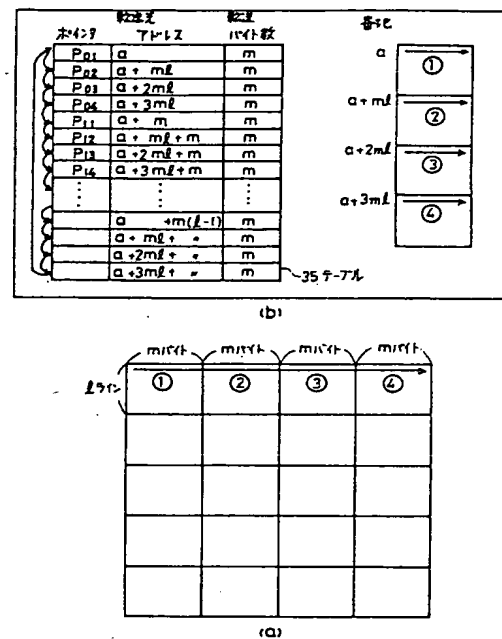 ポインタ 転送先アドレス 転送バイト数
P01 a m
P02 a + ml m
P03 a + 2ml m
P04 a + 3ml m
P11 a + m m
P12 a + ml + m m
P13 a + 2ml + m m
P14 a + 3ml + m m
⋮ ⋮ ⋮
a +m(l-1) m
a + ml + 〃 m
a + 2ml + 〃 m
a + 3ml + 〃 m
35 テーブル
番地
a ①
a + ml ②
a + 2ml ③
a + 3ml ④
(b)
mバイト mバイト mバイト mバイト
lライン ① ② ③ ④
(a)